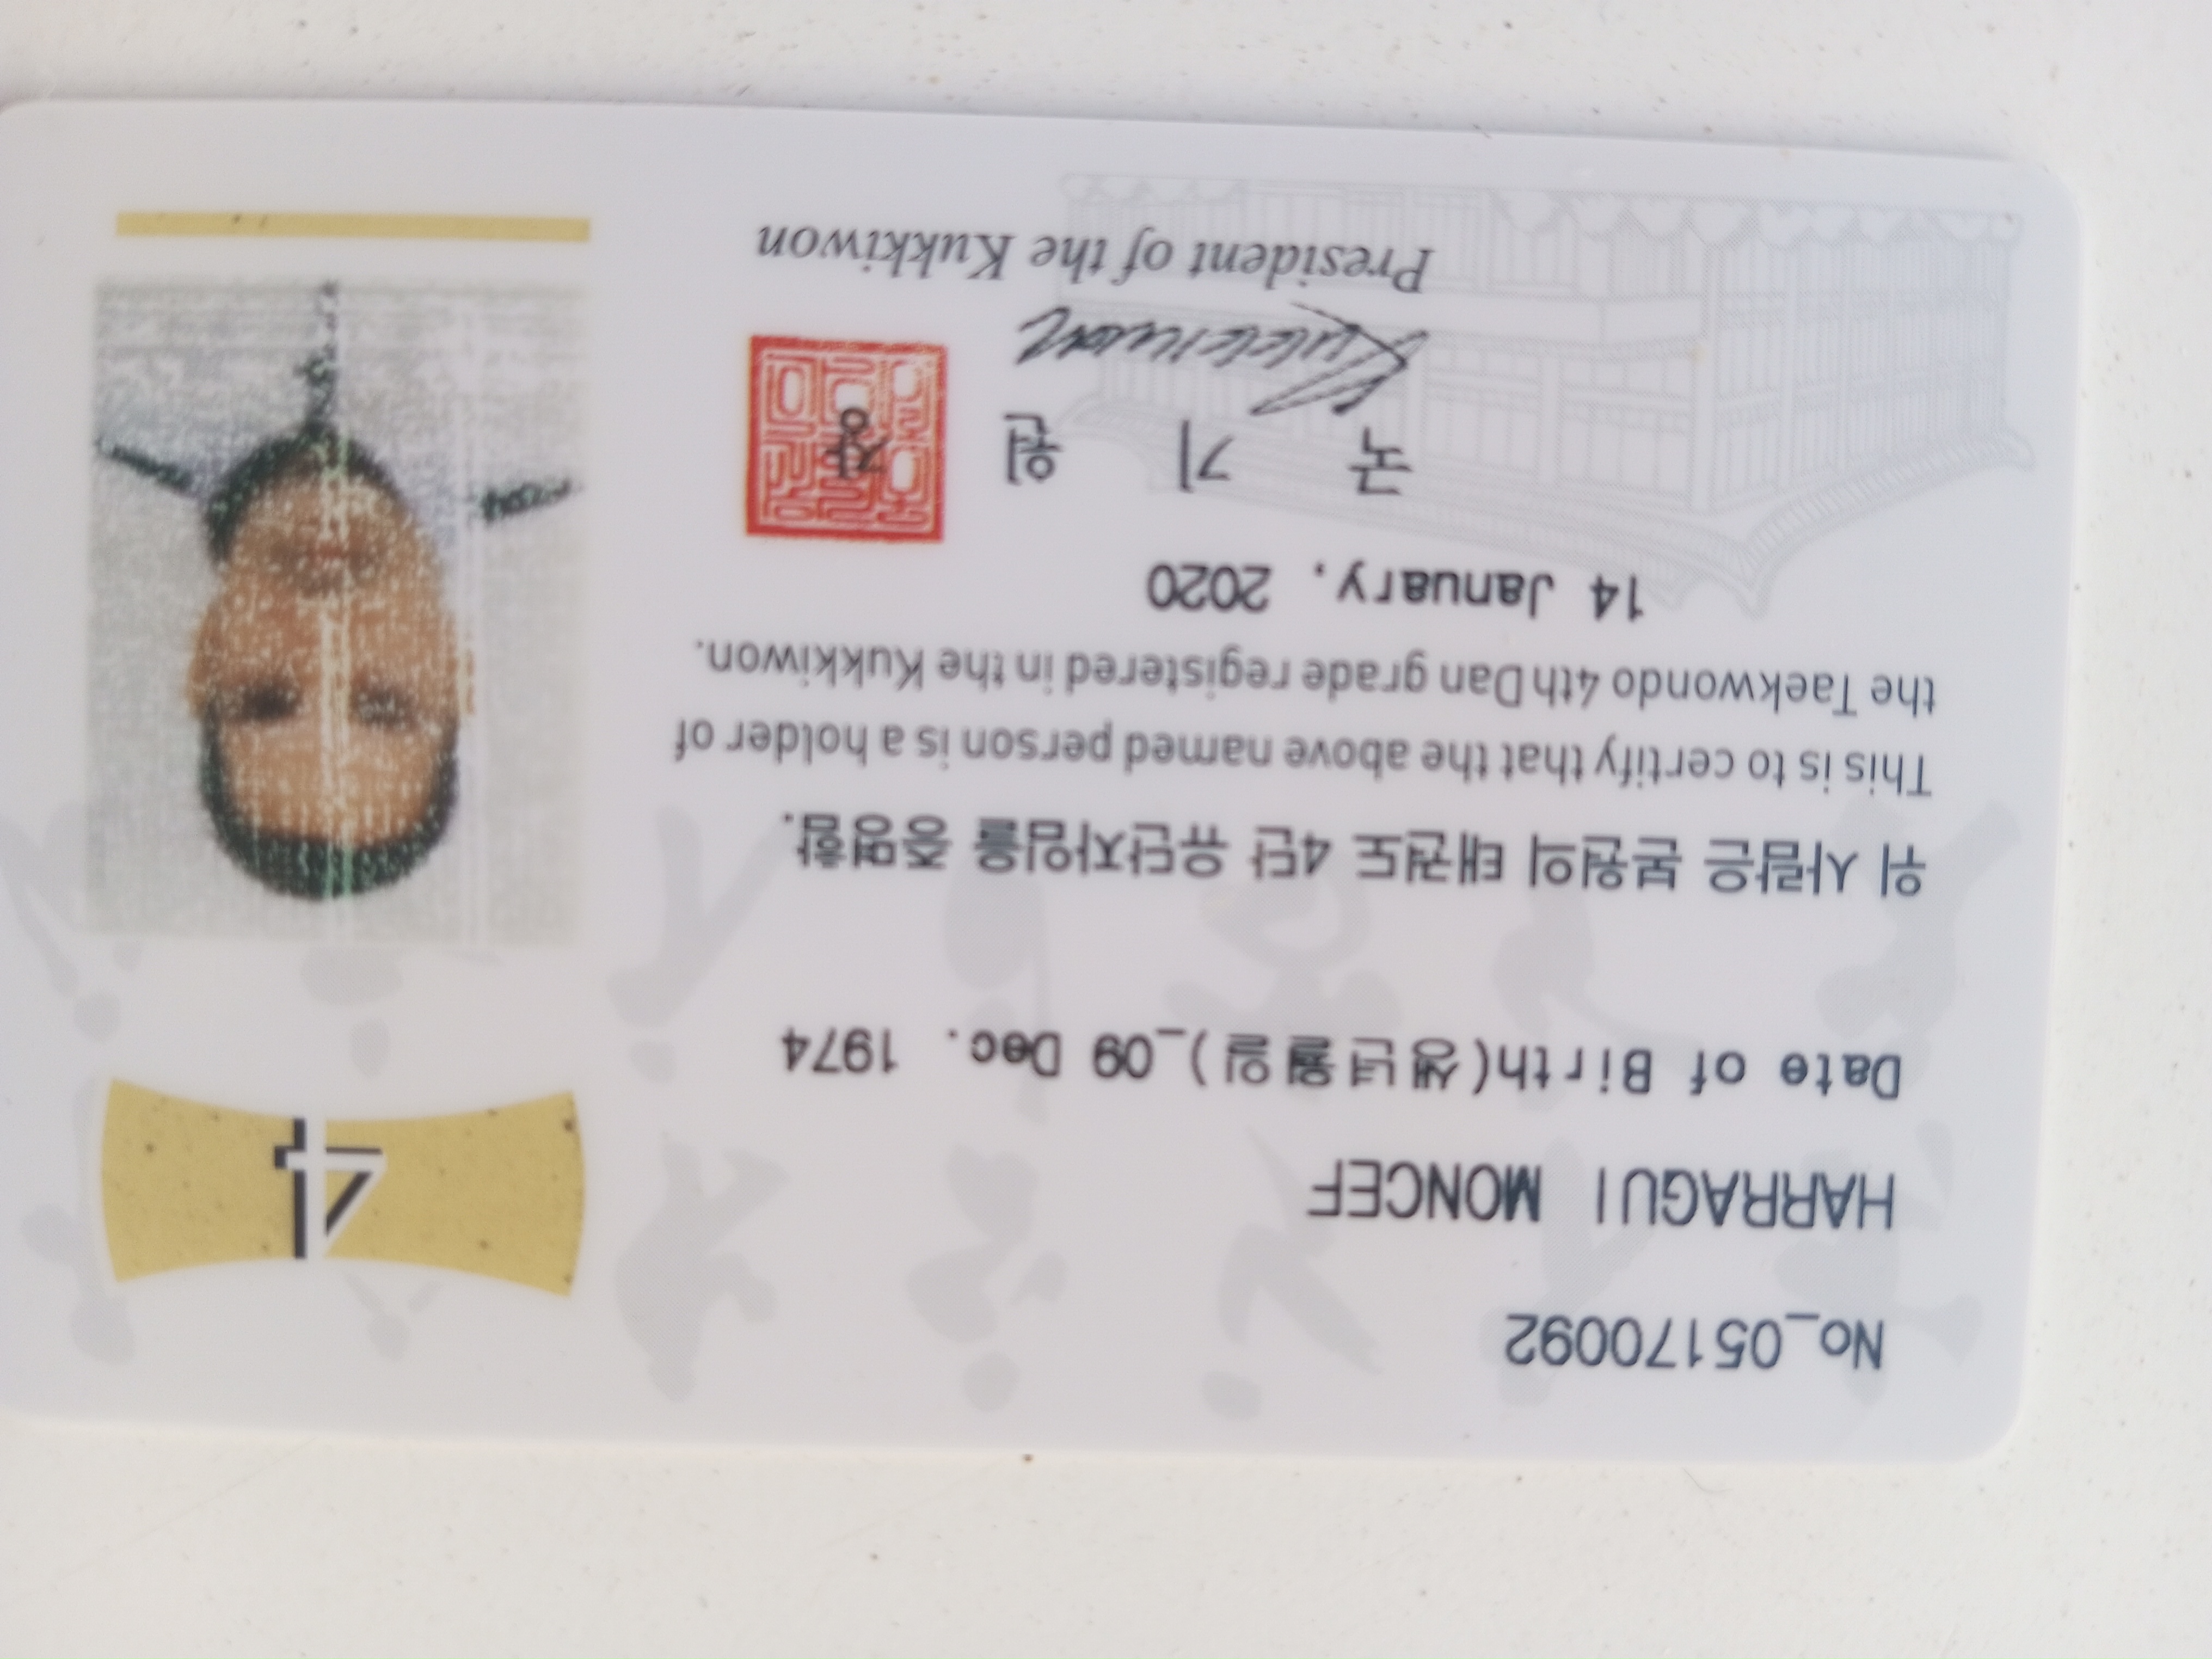 No_05170092
HARRAGUI MONCEF
Date of Birth(생년월일)_09 Dec. 1974
위 사람은 본원의 태권도 4단 유단자임을 증명함.
This is to certify that the above named person is a holder of
the Taekwondo 4th Dan grade registered in the Kukkiwon.
14 January, 2020
국 기 원 장
President of the Kukkiwon
4